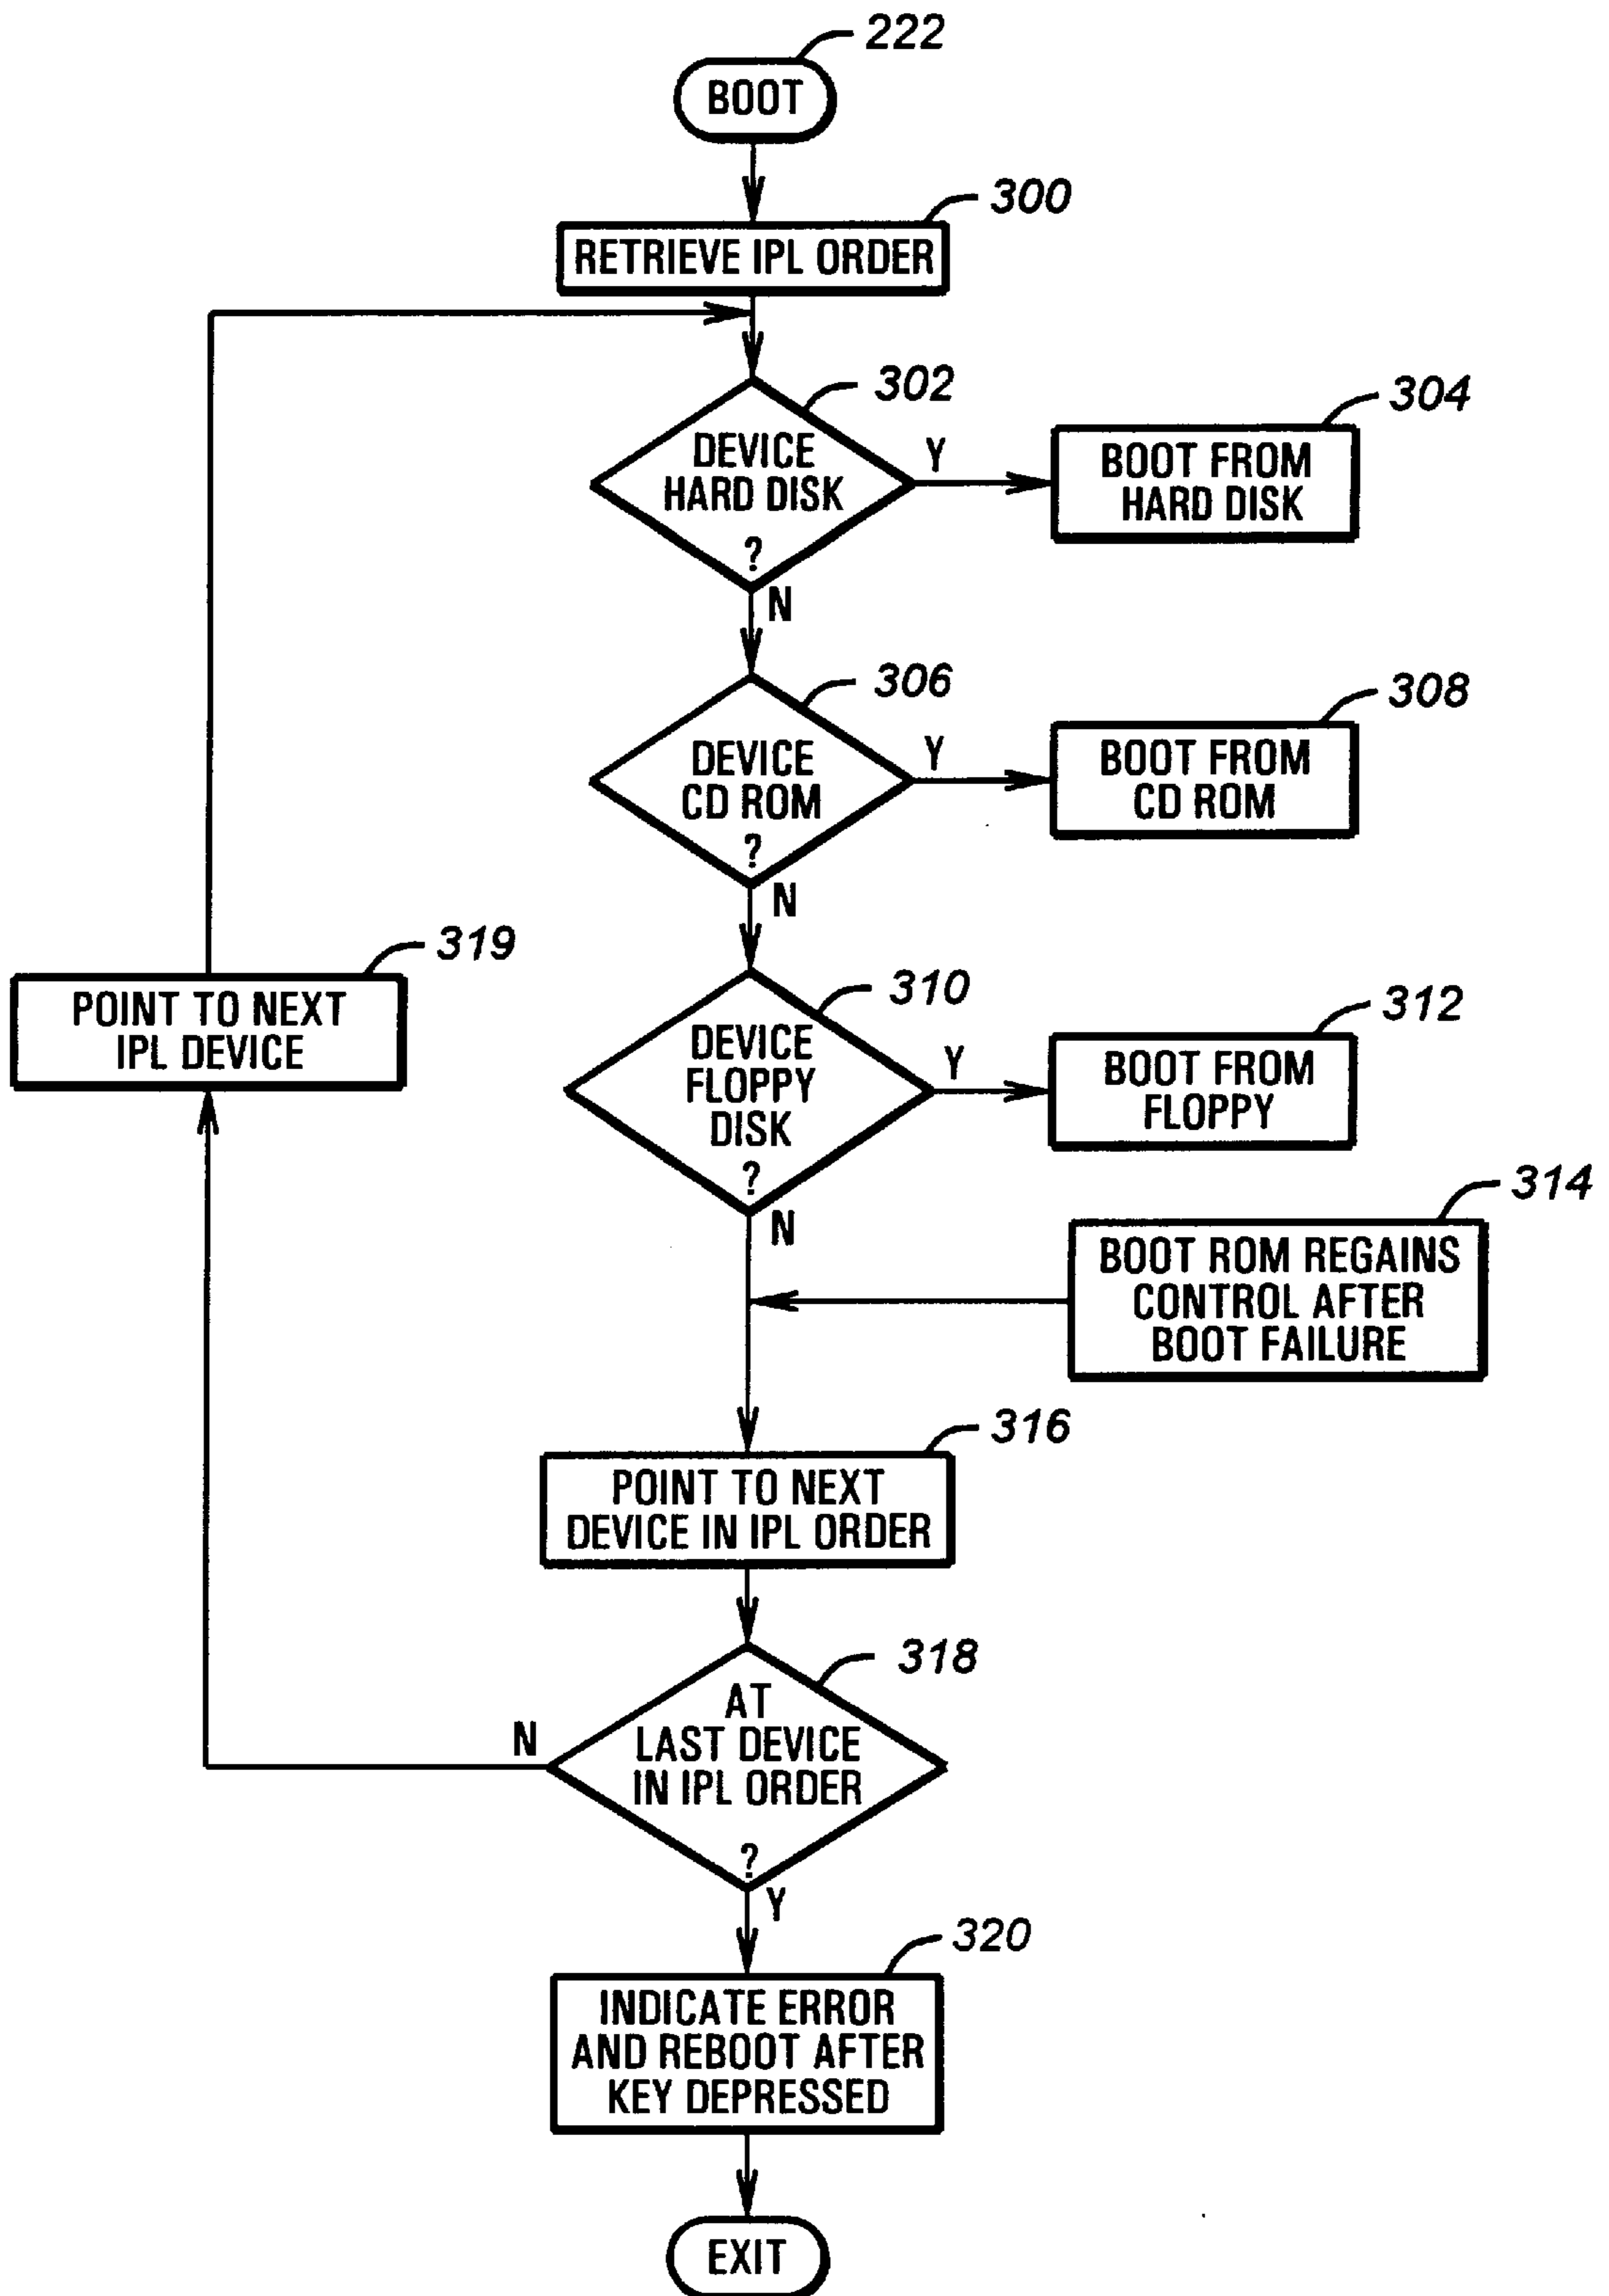 222
BOOT
300
RETRIEVE IPL ORDER
302
DEVICE
HARD DISK
?
Y
N
304
BOOT FROM
HARD DISK
306
DEVICE
CD ROM
?
Y
N
308
BOOT FROM
CD ROM
319
POINT TO NEXT
IPL DEVICE
310
DEVICE
FLOPPY
DISK
?
Y
N
312
BOOT FROM
FLOPPY
314
BOOT ROM REGAINS
CONTROL AFTER
BOOT FAILURE
316
POINT TO NEXT
DEVICE IN IPL ORDER
318
AT
LAST DEVICE
IN IPL ORDER
?
N
Y
320
INDICATE ERROR
AND REBOOT AFTER
KEY DEPRESSED
EXIT